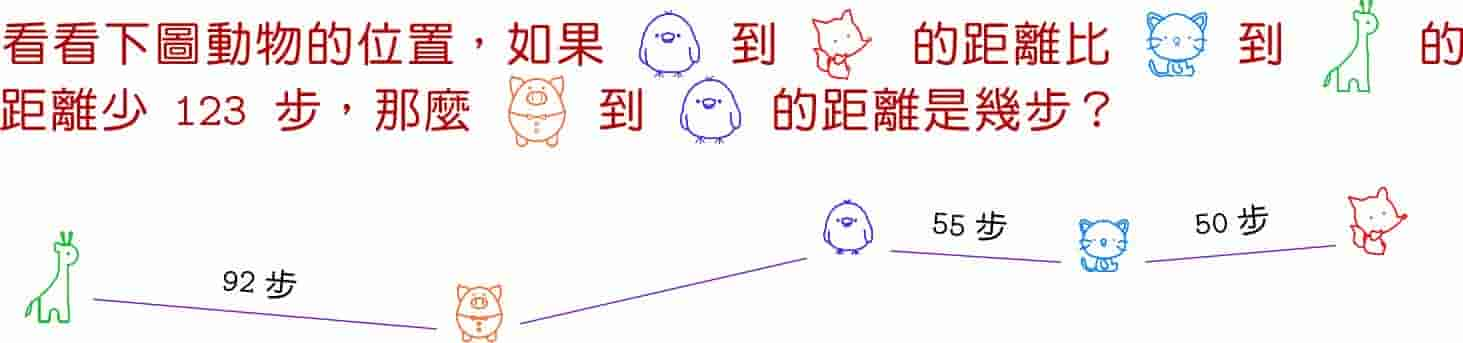 看看下圖動物的位置，如果 到 的距離比 到 的
距離少 123 步，那麼 到 的距離是幾步？
55 步
50 步
92 步